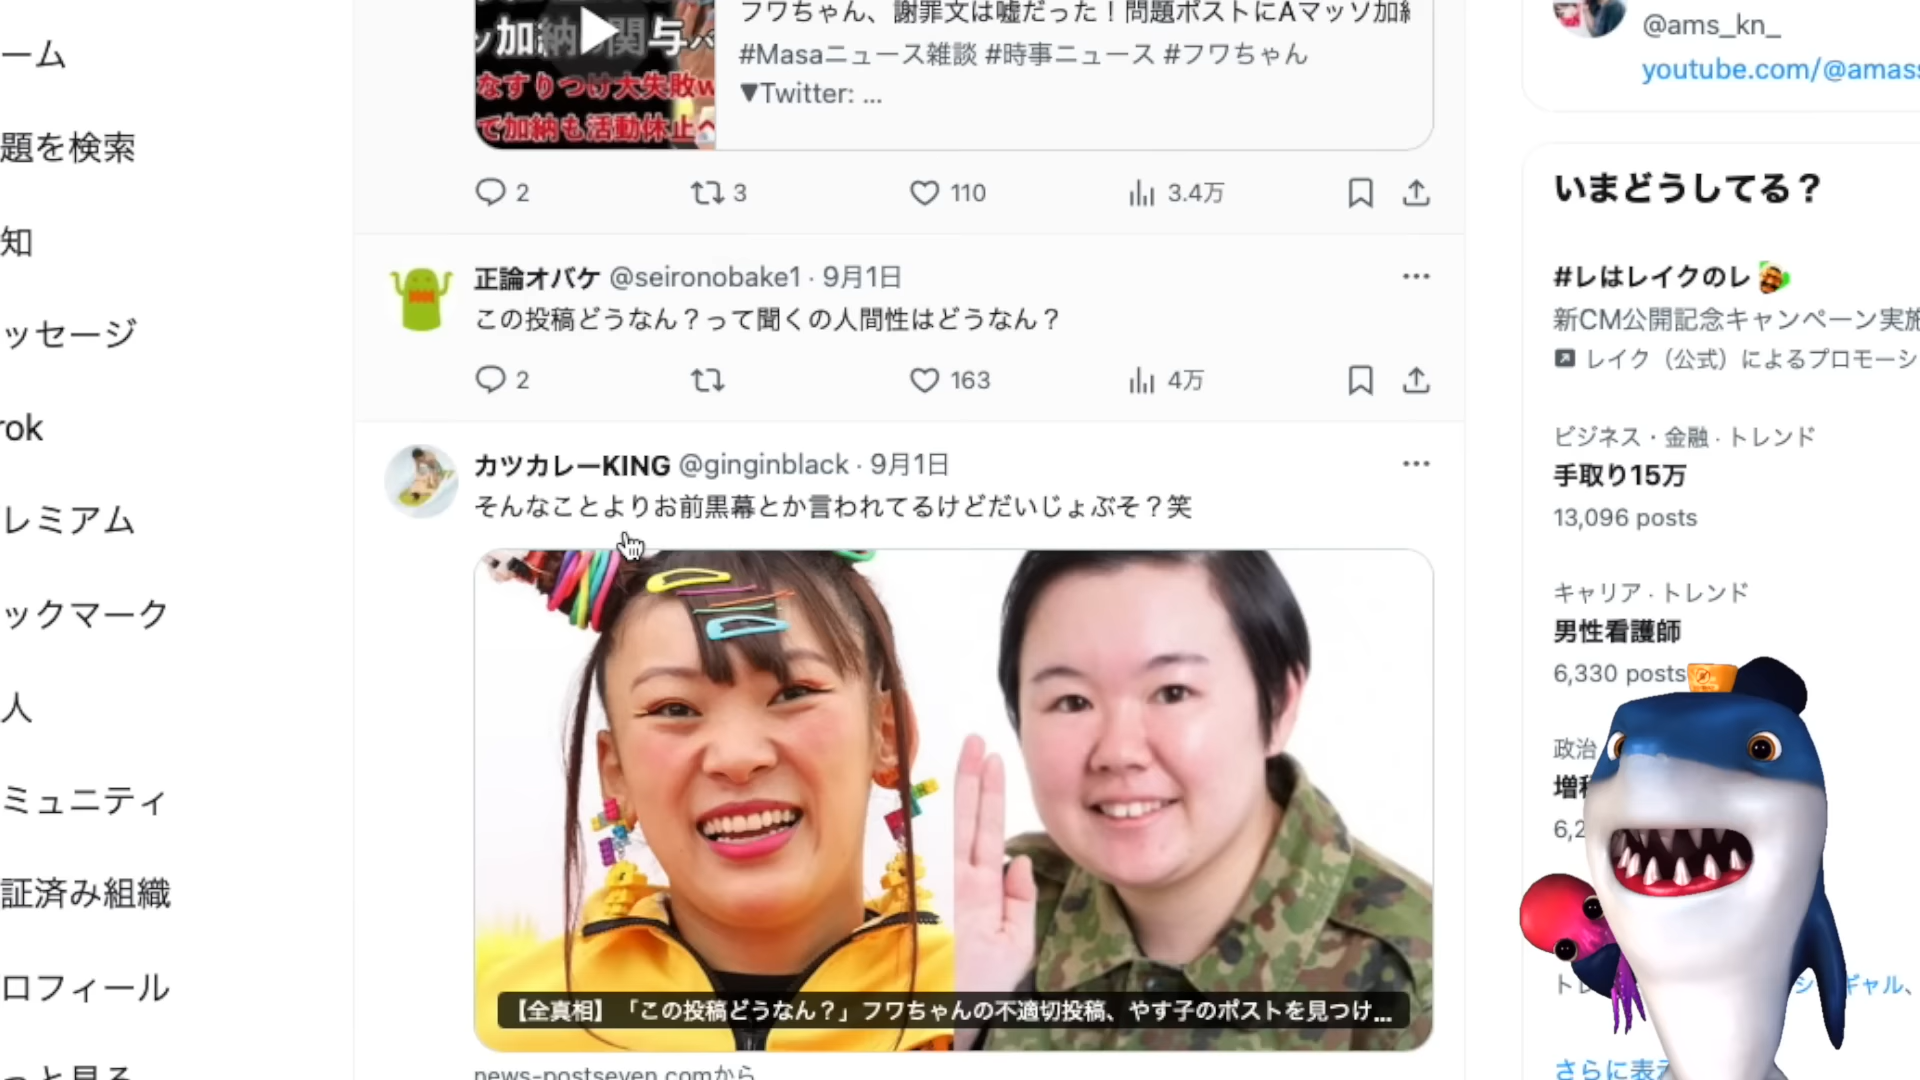 ーム
題を検索
知
ッセージ
rok
レミアム
ックマーク
人
ミュニティ
証済み組織
ロフィール
っと見る
加納の関与
なすりつけ大失敗w
で加納も活動休止へ
フワちゃん、謝罪文は嘘だった！問題ポストにAマッソ加納
#Masaニュース雑談 #時事ニュース #フワちゃん
▼Twitter: ...
2 3 110 3.4万
正論オバケ @seironobake1 · 9月1日
この投稿どうなん？って聞くの人間性はどうなん？
2 163 4万
カツカレーKING @ginginblack · 9月1日
そんなことよりお前黒幕とか言われてるけどだいじょぶそ？笑
【全真相】「この投稿どうなん？」フワちゃんの不適切投稿、やす子のポストを見つけ...
news-postseven.comから
@ams_kn_
youtube.com/@amass
いまどうしてる？
#レはレイクのレ
新CM公開記念キャンペーン実施
レイク（公式）によるプロモーシ
ビジネス・金融 · トレンド
手取り15万
13,096 posts
キャリア · トレンド
男性看護師
6,330 posts
政治
増税
6,2
トレ
ギャル、
さらに表示